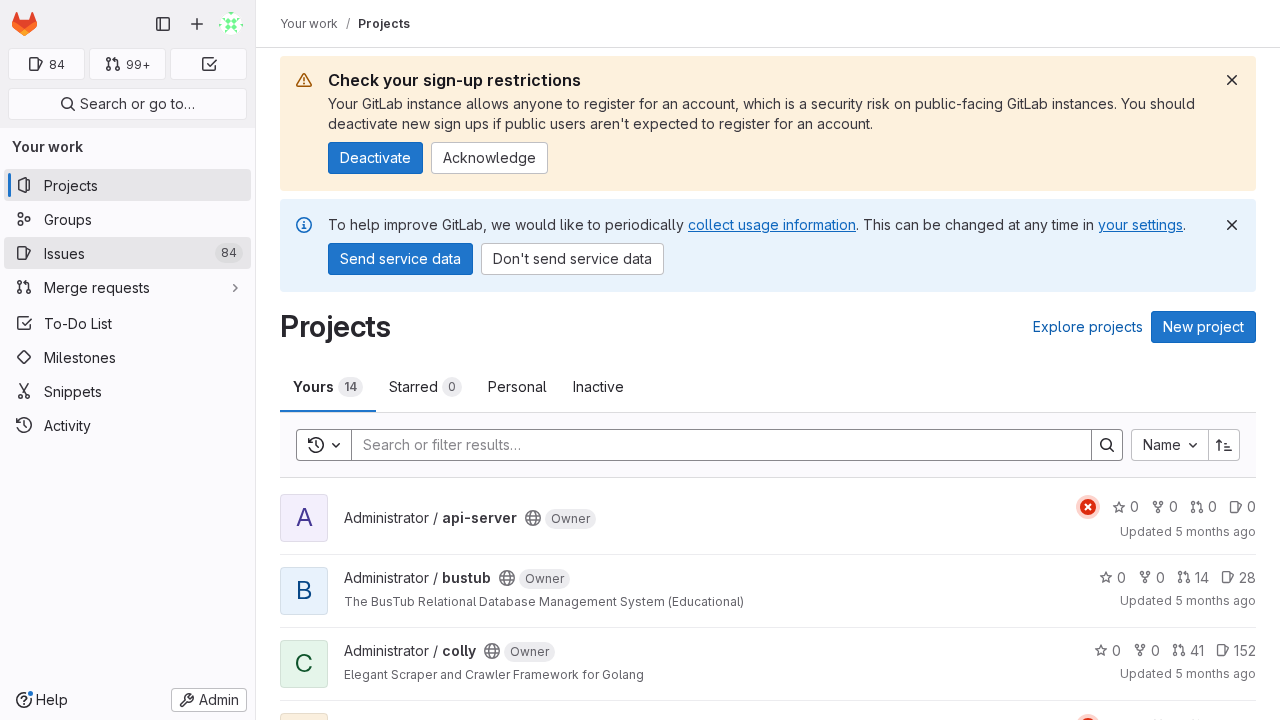 Your work / Projects
84
99+
Search or go to…
Your work
Projects
Groups
Issues 84
Merge requests
To-Do List
Milestones
Snippets
Activity
Help
Admin
Check your sign-up restrictions
Your GitLab instance allows anyone to register for an account, which is a security risk on public-facing GitLab instances. You should
deactivate new sign ups if public users aren't expected to register for an account.
Deactivate
Acknowledge
To help improve GitLab, we would like to periodically collect usage information. This can be changed at any time in your settings.
Send service data
Don't send service data
Projects
Explore projects
New project
Yours 14
Starred 0
Personal
Inactive
Search or filter results…
Name
A
Administrator / api-server
Owner
0 0 0 0
Updated 5 months ago
B
Administrator / bustub
Owner
The BusTub Relational Database Management System (Educational)
0 0 14 28
Updated 5 months ago
C
Administrator / colly
Owner
Elegant Scraper and Crawler Framework for Golang
0 0 41 152
Updated 5 months ago